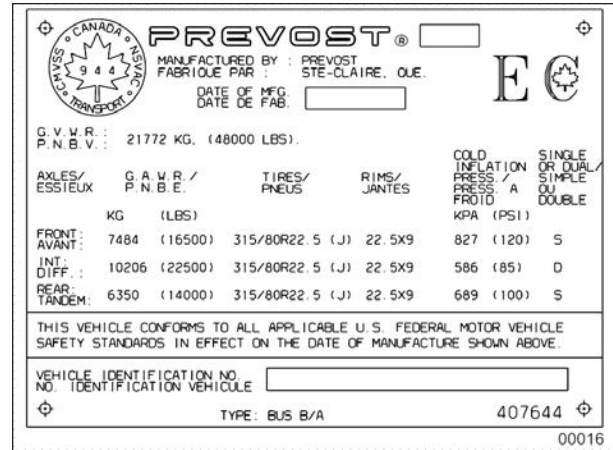 CANADA
CMVSS NSVAC
944
TRANSPORT
PREVOST ®
MANUFACTURED BY : PREVOST
FABRIQUE PAR : STE-CLAIRE, QUE.
DATE OF MFG.
DATE DE FAB.
E C
G.V.W.R. :
P.N.B.V. : 21772 KG. (48000 LBS).
AXLES/ G.A.W.R./ TIRES/ RIMS/ COLD INFLATION PRESS./ SINGLE OR DUAL/
ESSIEUX P.N.B.E. PNEUS JANTES PRESS. A FROID SIMPLE OU DOUBLE
KG (LBS) KPA (PSI)
FRONT:
AVANT: 7484 (16500) 315/80R22.5 (J) 22.5X9 827 (120) S
INT:
DIFF.: 10206 (22500) 315/80R22.5 (J) 22.5X9 586 (85) D
REAR:
TANDEM: 6350 (14000) 315/80R22.5 (J) 22.5X9 689 (100) S
THIS VEHICLE CONFORMS TO ALL APPLICABLE U.S. FEDERAL MOTOR VEHICLE
SAFETY STANDARDS IN EFFECT ON THE DATE OF MANUFACTURE SHOWN ABOVE.
VEHICLE IDENTIFICATION NO.
NO. IDENTIFICATION VEHICULE
TYPE: BUS B/A 407644
00016